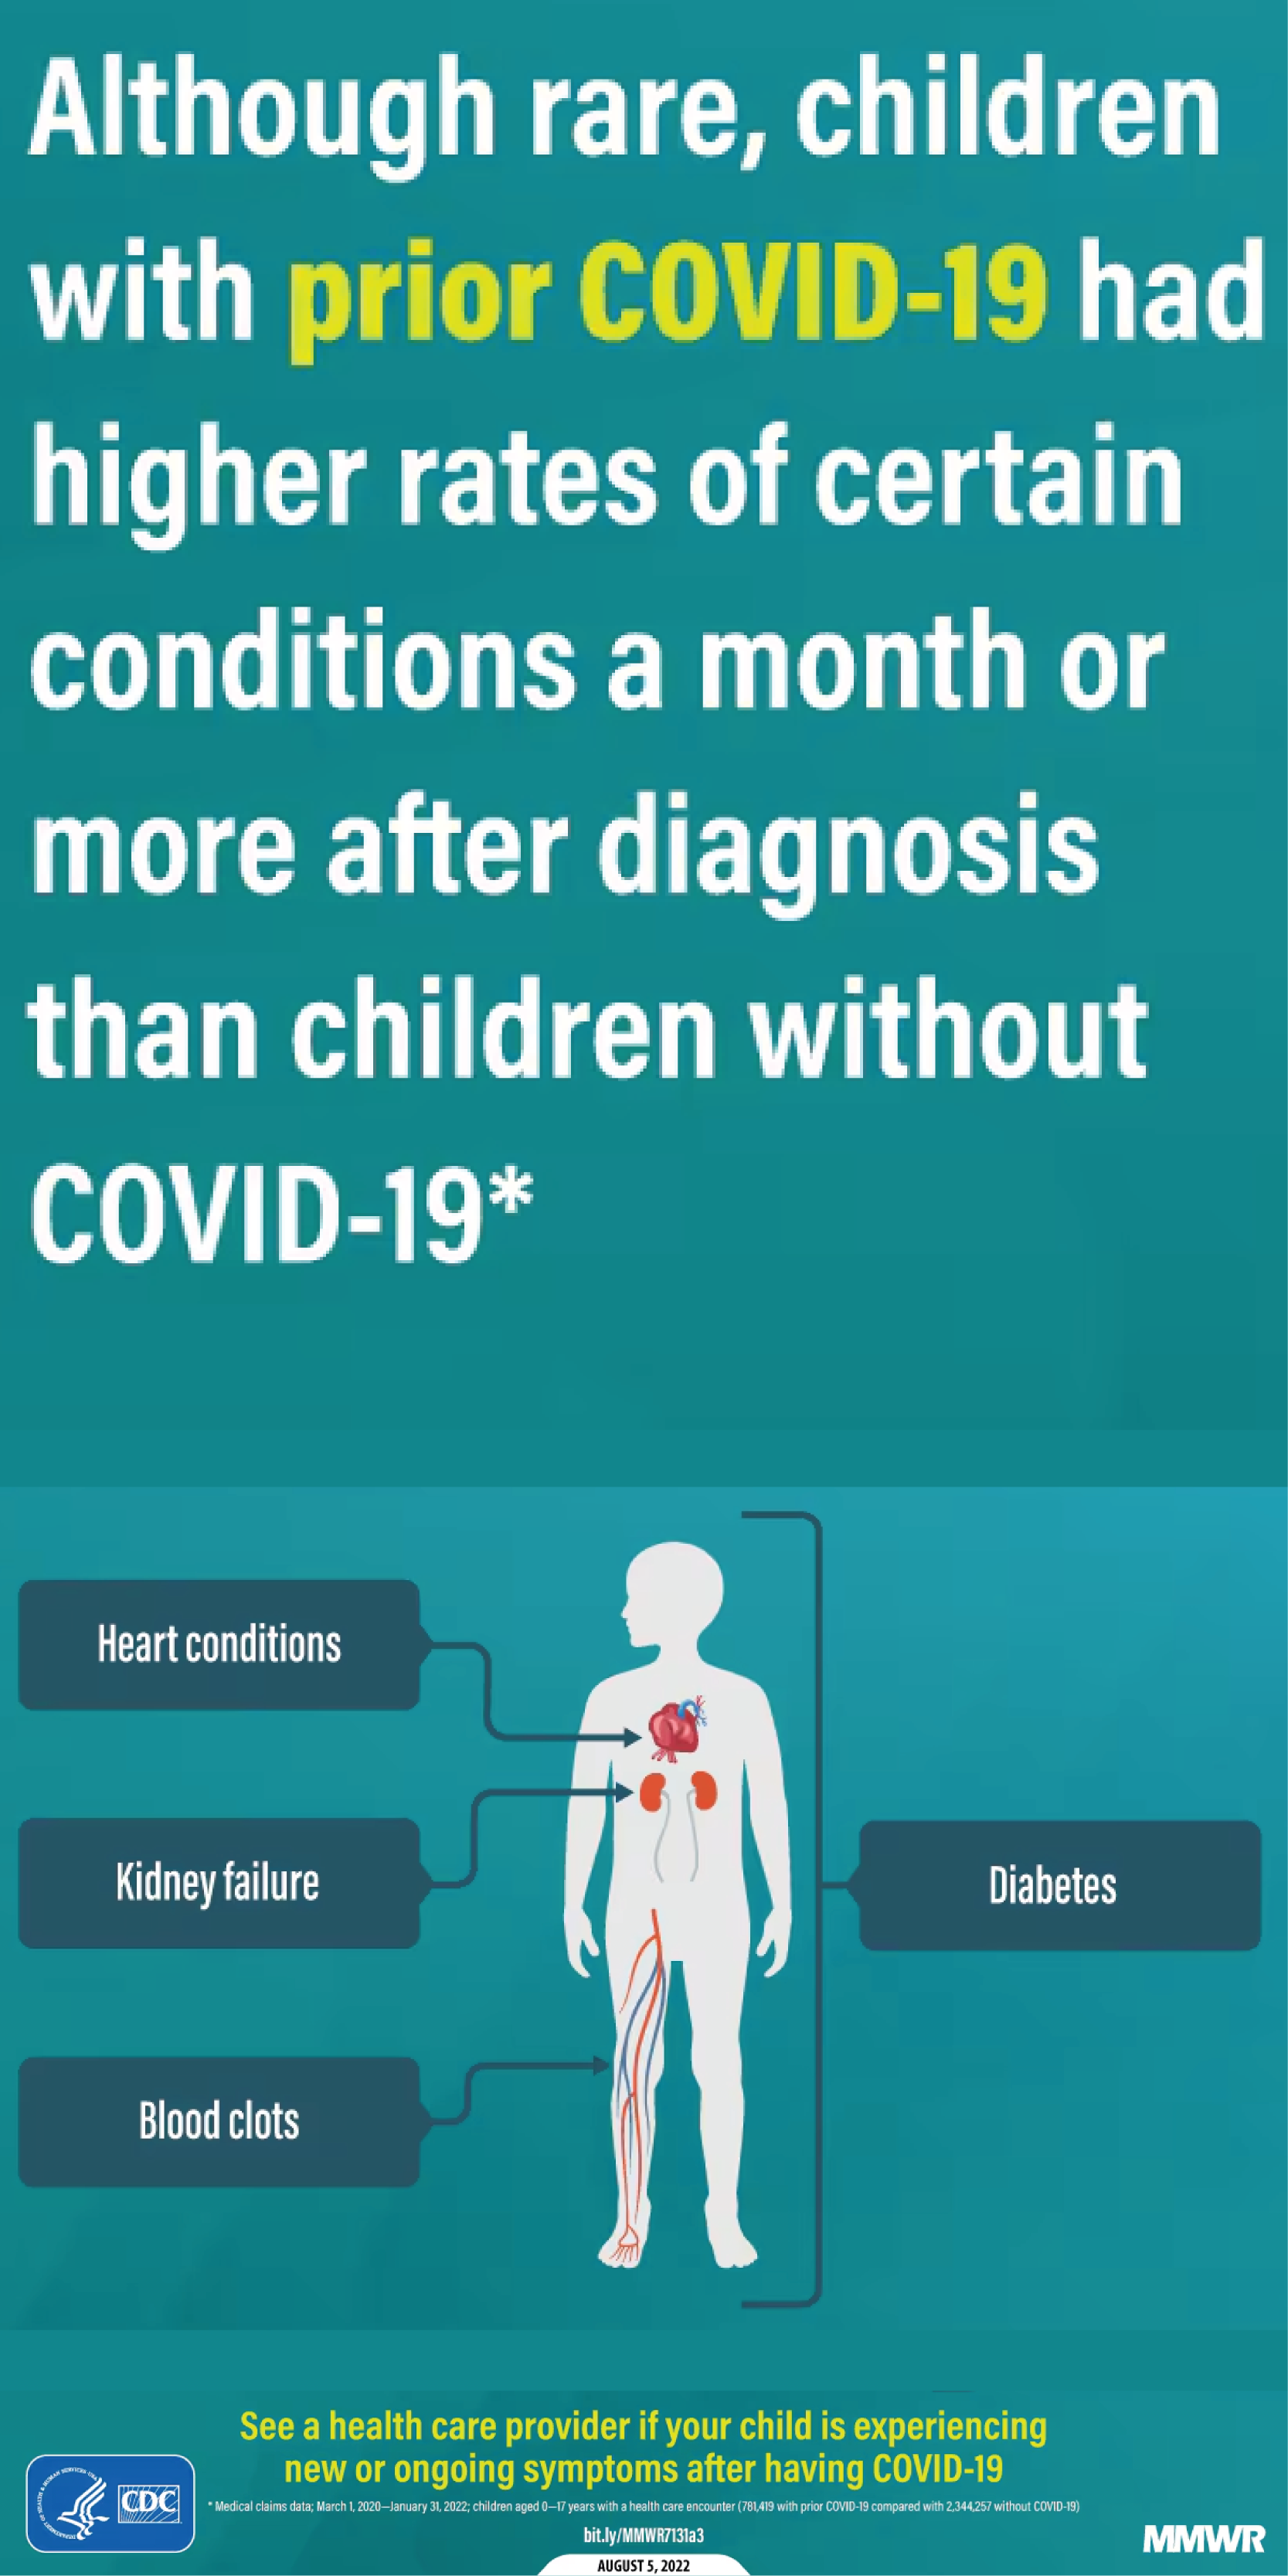 Although rare, children
with prior COVID-19 had
higher rates of certain
conditions a month or
more after diagnosis
than children without
COVID-19*
Heart conditions
Kidney failure
Blood clots
Diabetes
See a health care provider if your child is experiencing
new or ongoing symptoms after having COVID-19
* Medical claims data; March 1, 2020–January 31, 2022; children aged 0–17 years with a health care encounter (781,419 with prior COVID-19 compared with 2,344,257 without COVID-19)
bit.ly/MMWR7131a3
AUGUST 5, 2022
CDC
MMWR